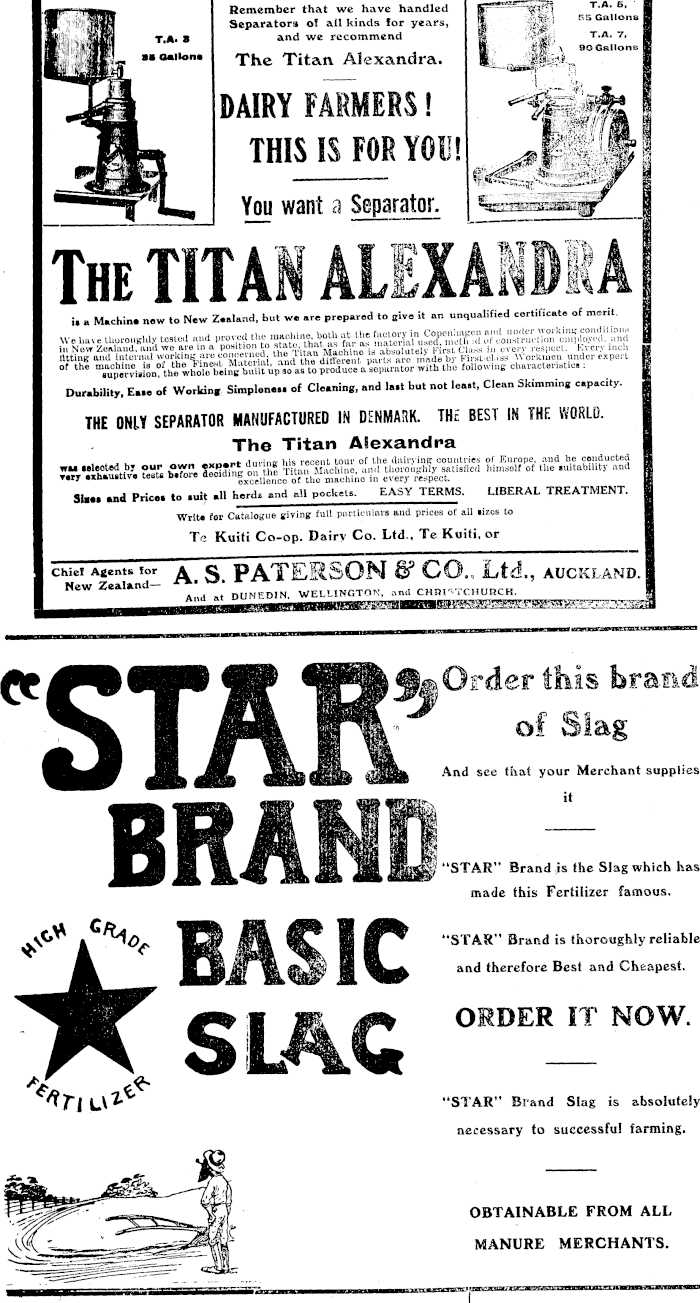 T.A. 3
35 Gallons
Remember that we have handled
Separators of all kinds for years,
and we recommend
The Titan Alexandra.
DAIRY FARMERS!
THIS IS FOR YOU!
You want a Separator.
T.A. 5,
55 Gallons
T.A. 7,
90 Gallons
THE TITAN ALEXANDRA
is a Machine new to New Zealand, but we are prepared to give it an unqualified certificate of merit.
We have thoroughly tested and proved the machine, both at the factory in Copenhagen and under working conditions
in New Zealand, and we are in a position to state, that as far as material used, method of construction employed, and
fitting and internal working are concerned, the Titan Machine is absolutely First Class in every respect. Every inch
of the machine is of the Finest Material, and the different parts are made by First-class Workmen under expert
supervision, the whole being built up so as to produce a separator with the following characteristics:
Durability, Ease of Working Simpleness of Cleaning, and last but not least, Clean Skimming capacity.
THE ONLY SEPARATOR MANUFACTURED IN DENMARK. THE BEST IN THE WORLD.
The Titan Alexandra
was selected by our own expert during his recent tour of the dairying countries of Europe, and he conducted
very exhaustive tests before deciding on the Titan Machine, and thoroughly satisfied himself of the suitability and
excellence of the machine in every respect.
Sizes and Prices to suit all herds and all pockets. EASY TERMS. LIBERAL TREATMENT.
Write for Catalogue giving full particulars and prices of all sizes to
Te Kuiti Co-op. Dairy Co. Ltd., Te Kuiti, or
Chief Agents for
New Zealand—
A. S. PATERSON & CO., Ltd., AUCKLAND.
And at DUNEDIN, WELLINGTON, and CHRISTCHURCH.
"STAR"
BRAND
BASIC
SLAG
HIGH GRADE
FERTILIZER
Order this brand
of Slag
And see that your Merchant supplies
it
"STAR" Brand is the Slag which has
made this Fertilizer famous.
"STAR" Brand is thoroughly reliable
and therefore Best and Cheapest.
ORDER IT NOW.
"STAR" Brand Slag is absolutely
necessary to successful farming.
OBTAINABLE FROM ALL
MANURE MERCHANTS.